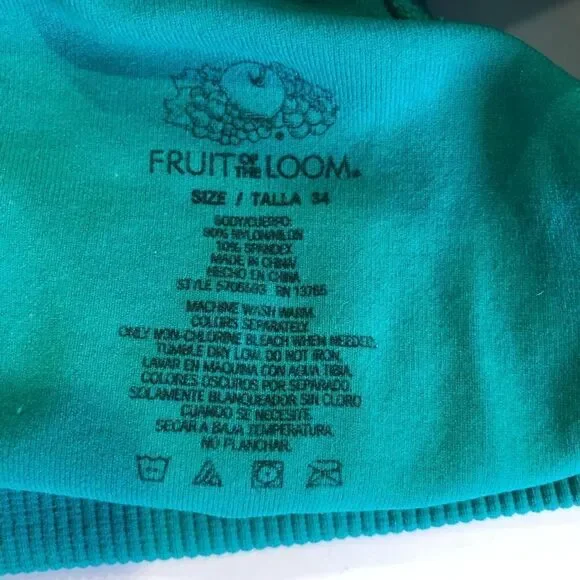 FRUIT OF THE LOOM®
SIZE / TALLA 34
BODY/CUERPO:
90% NYLON/NILON
10% SPANDEX
MADE IN CHINA/
HECHO EN CHINA
STYLE RN 13765
MACHINE WASH WARM.
COLORS SEPARATELY.
ONLY NON-CHLORINE BLEACH WHEN NEEDED.
TUMBLE DRY LOW. DO NOT IRON.
LAVAR EN MAQUINA CON AGUA TIBIA.
COLORES OSCUROS POR SEPARADO.
SOLAMENTE BLANQUEADOR SIN CLORO
CUANDO SE NECESITE.
SECAR A BAJA TEMPERATURA.
NO PLANCHAR.